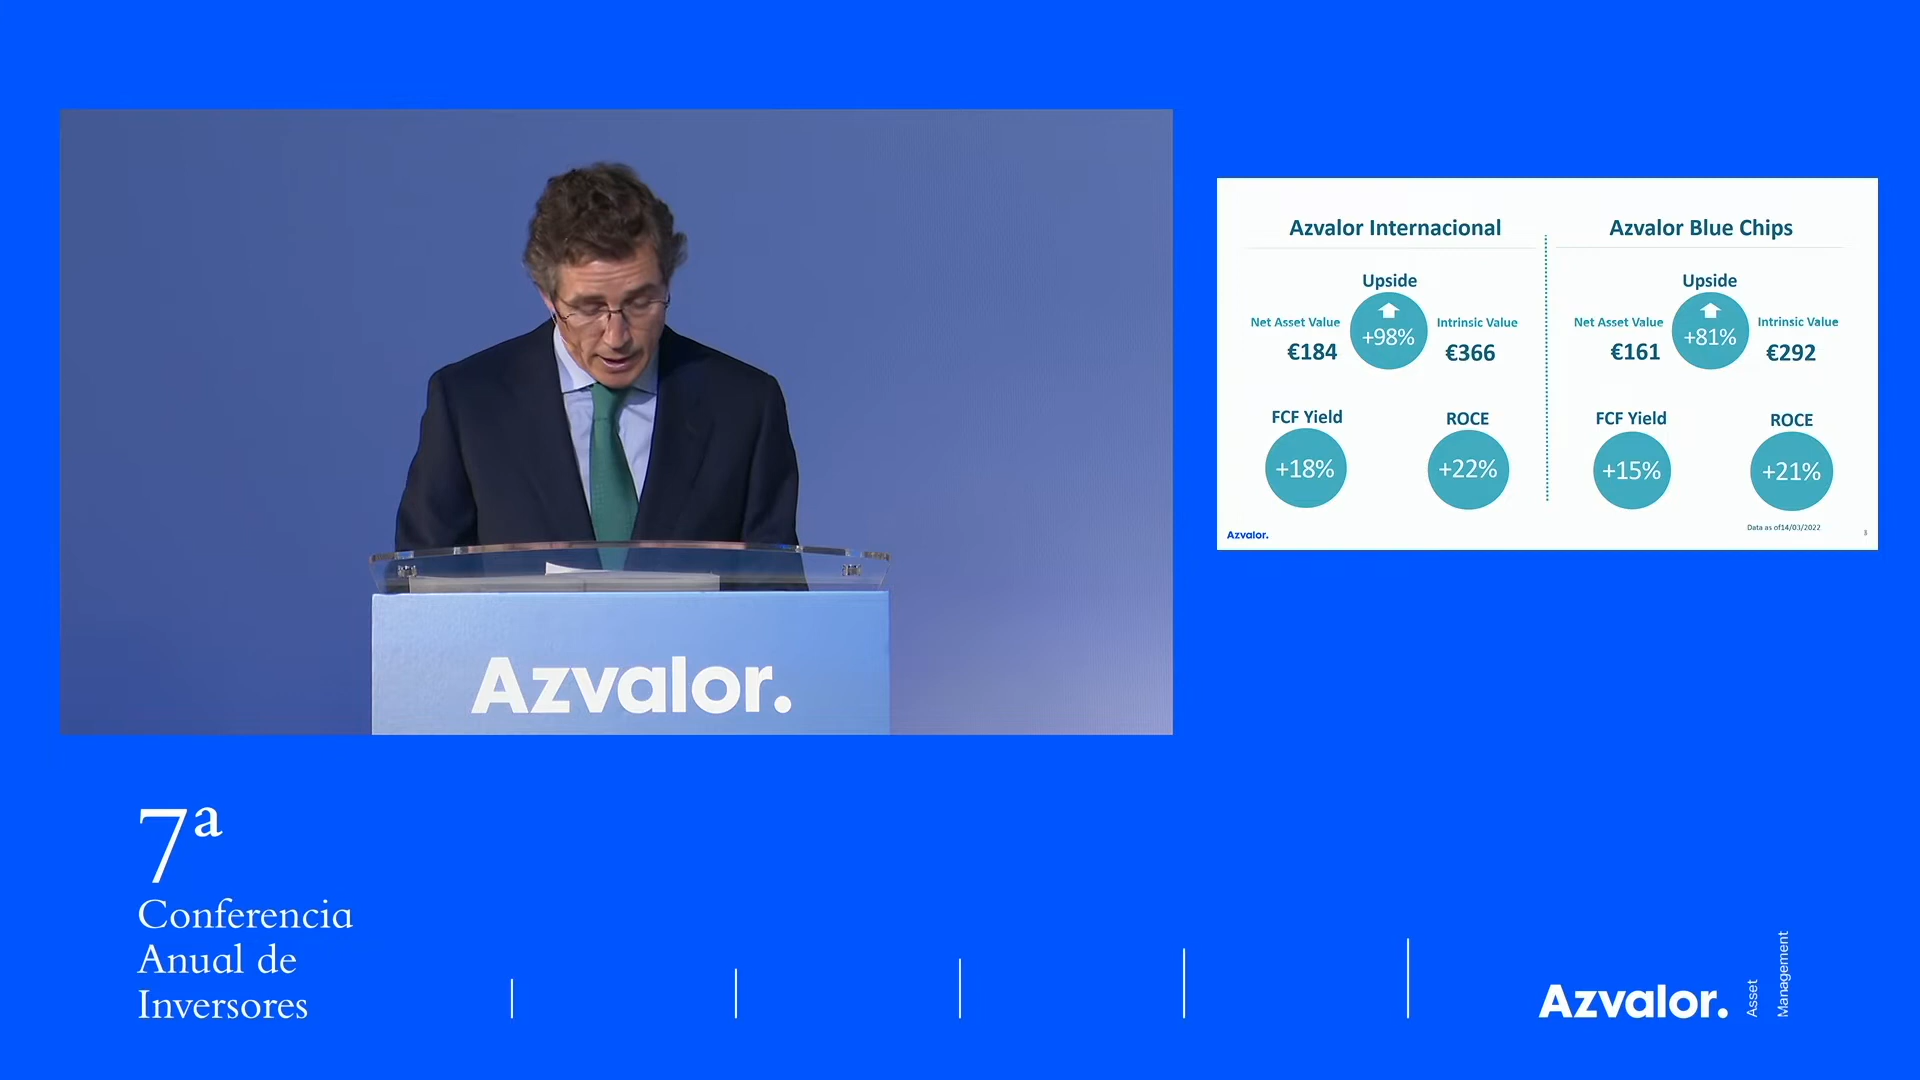 Azvalor.
7ª
Conferencia
Anual de
Inversores
Azvalor Internacional
Upside
Net Asset Value
€184
+98%
Intrinsic Value
€366
FCF Yield
+18%
ROCE
+22%
Azvalor Blue Chips
Upside
Net Asset Value
€161
+81%
Intrinsic Value
€292
FCF Yield
+15%
ROCE
+21%
Data as of14/03/2022
Azvalor.
3
Azvalor.
Asset
Management